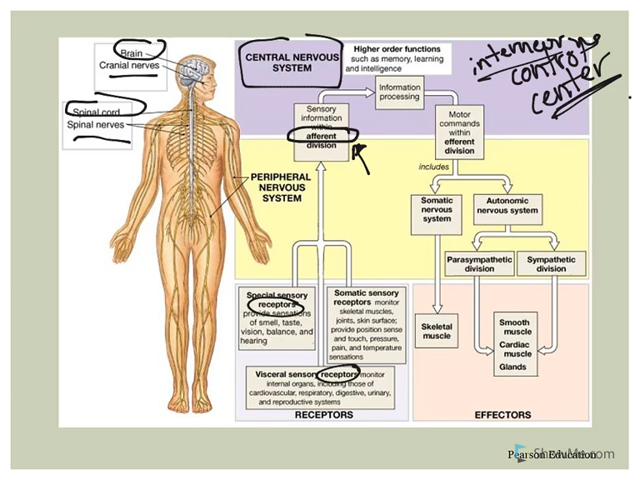 Brain
Cranial nerves
Spinal cord
Spinal nerves
PERIPHERAL
NERVOUS
SYSTEM
CENTRAL NERVOUS
SYSTEM
Higher order functions
such as memory, learning
and intelligence
interneurons
control
center
Information
processing
Sensory
information
within
afferent
division
Motor
commands
within
efferent
division
includes
Somatic
nervous
system
Autonomic
nervous system
Parasympathetic
division
Sympathetic
division
Special sensory
receptors
provide sensations
of smell, taste,
vision, balance, and
hearing
Somatic sensory
receptors monitor
skeletal muscles,
joints, skin surface;
provide position sense
and touch, pressure,
pain, and temperature
sensations
Visceral sensory receptors monitor
internal organs, including those of
cardiovascular, respiratory, digestive, urinary,
and reproductive systems
RECEPTORS
Skeletal
muscle
Smooth
muscle
Cardiac
muscle
Glands
EFFECTORS
Pearson Education
ShowMe.com